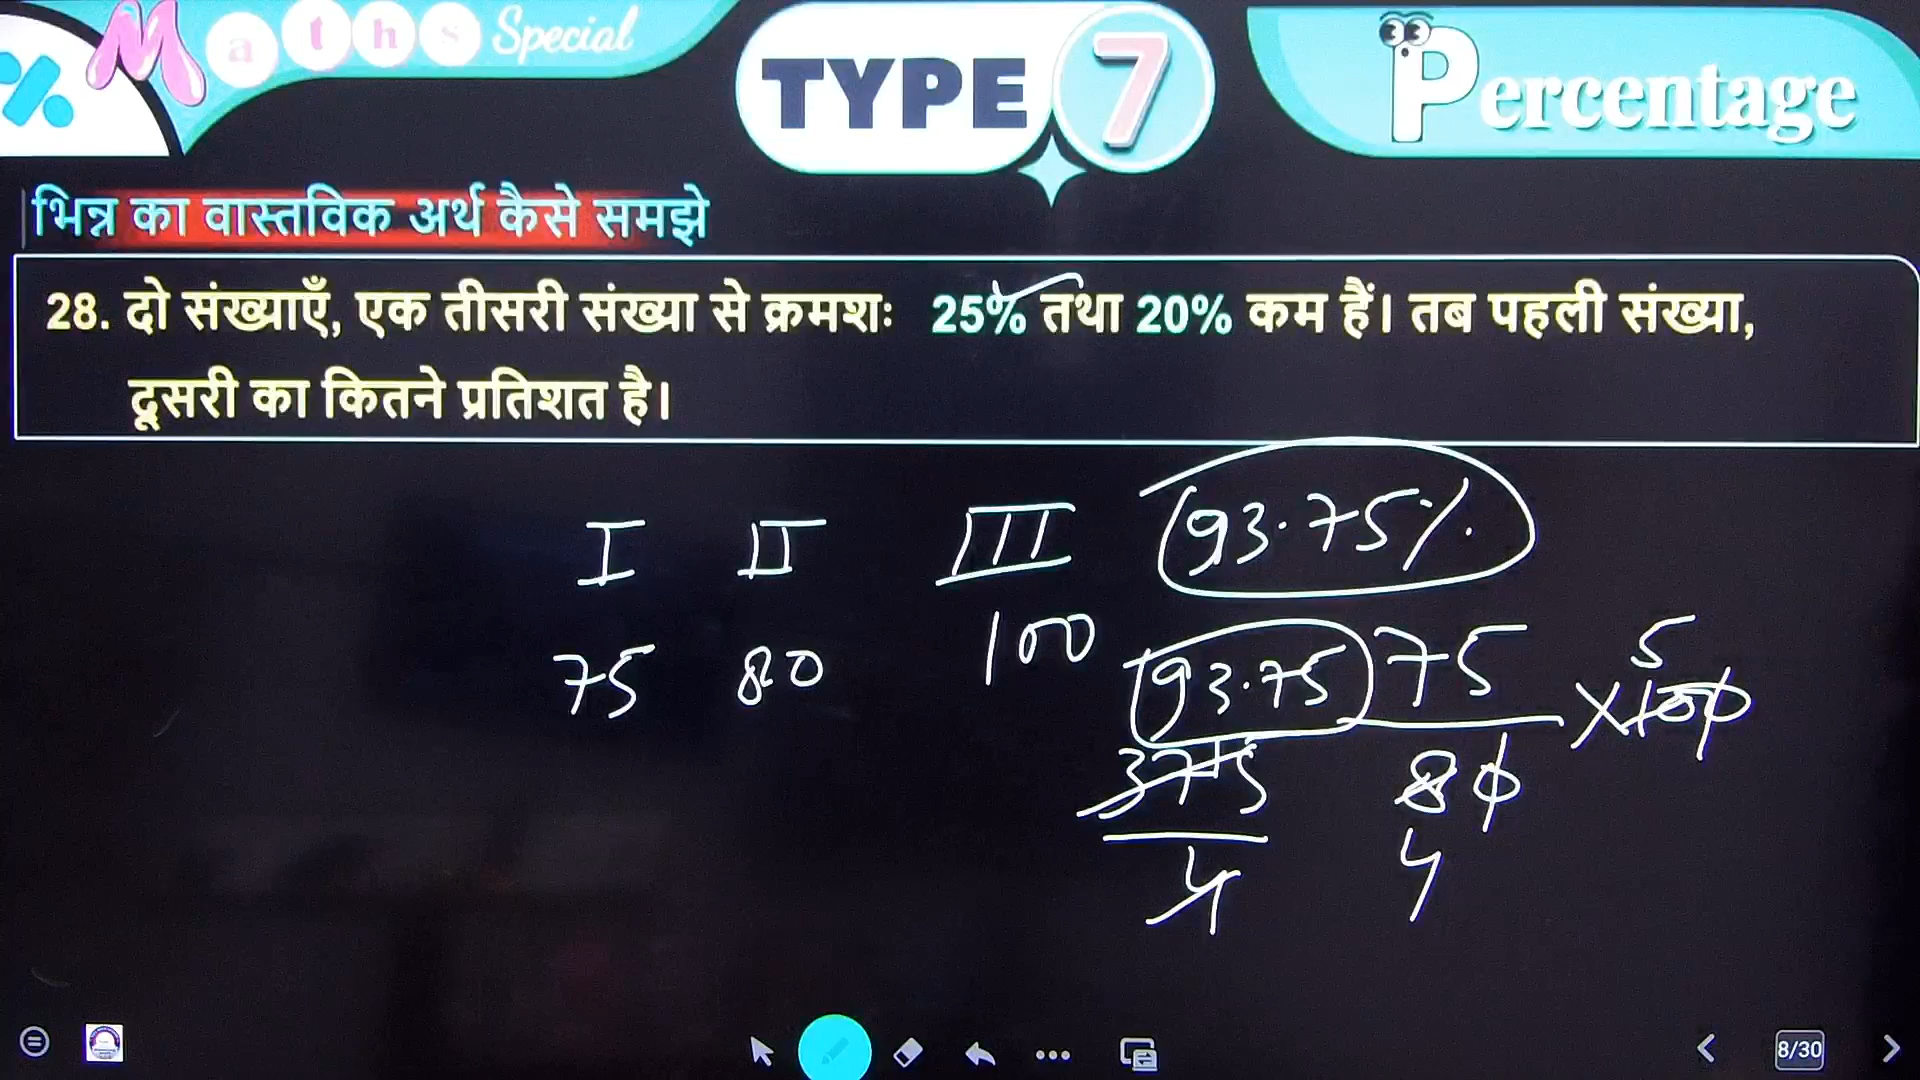 Maths Special
TYPE 7
Percentage
भिन्न का वास्तविक अर्थ कैसे समझे
28. दो संख्याएँ, एक तीसरी संख्या से क्रमशः 25% तथा 20% कम हैं। तब पहली संख्या,
दूसरी का कितने प्रतिशत है।
I II III 93.75%
75 80 100
93.75 75 × 100 5
375 80
4 4
8/30